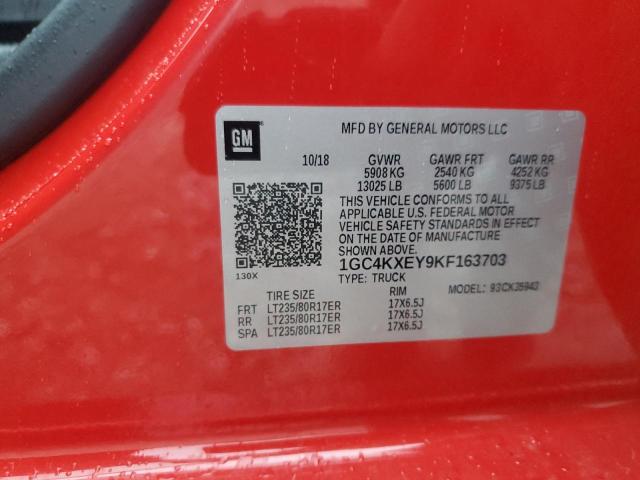 GM
MFD BY GENERAL MOTORS LLC
10/18 GVWR GAWR FRT GAWR RR
5908 KG 2540 KG 4252 KG
13025 LB 5600 LB 9375 LB
THIS VEHICLE CONFORMS TO ALL
APPLICABLE U.S. FEDERAL MOTOR
VEHICLE SAFETY STANDARDS IN
EFFECT ON THE DATE OF
MANUFACTURE
SHOWN ABOVE.
130X
1GC4KXEY9KF163703
TYPE: TRUCK
MODEL: 93CK35943
TIRE SIZE RIM
FRT LT235/80R17ER 17X6.5J
RR LT235/80R17ER 17X6.5J
SPA LT235/80R17ER 17X6.5J